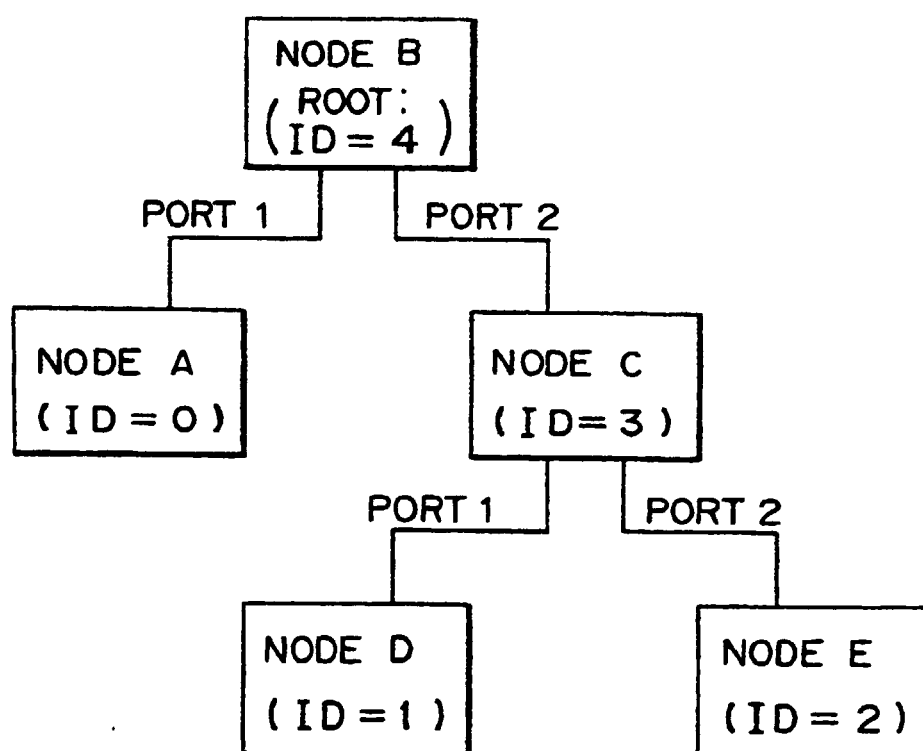 NODE B
(ROOT:
ID = 4)
PORT 1
PORT 2
NODE A
(ID = 0)
NODE C
(ID = 3)
PORT 1
PORT 2
NODE D
(ID = 1)
NODE E
(ID = 2)